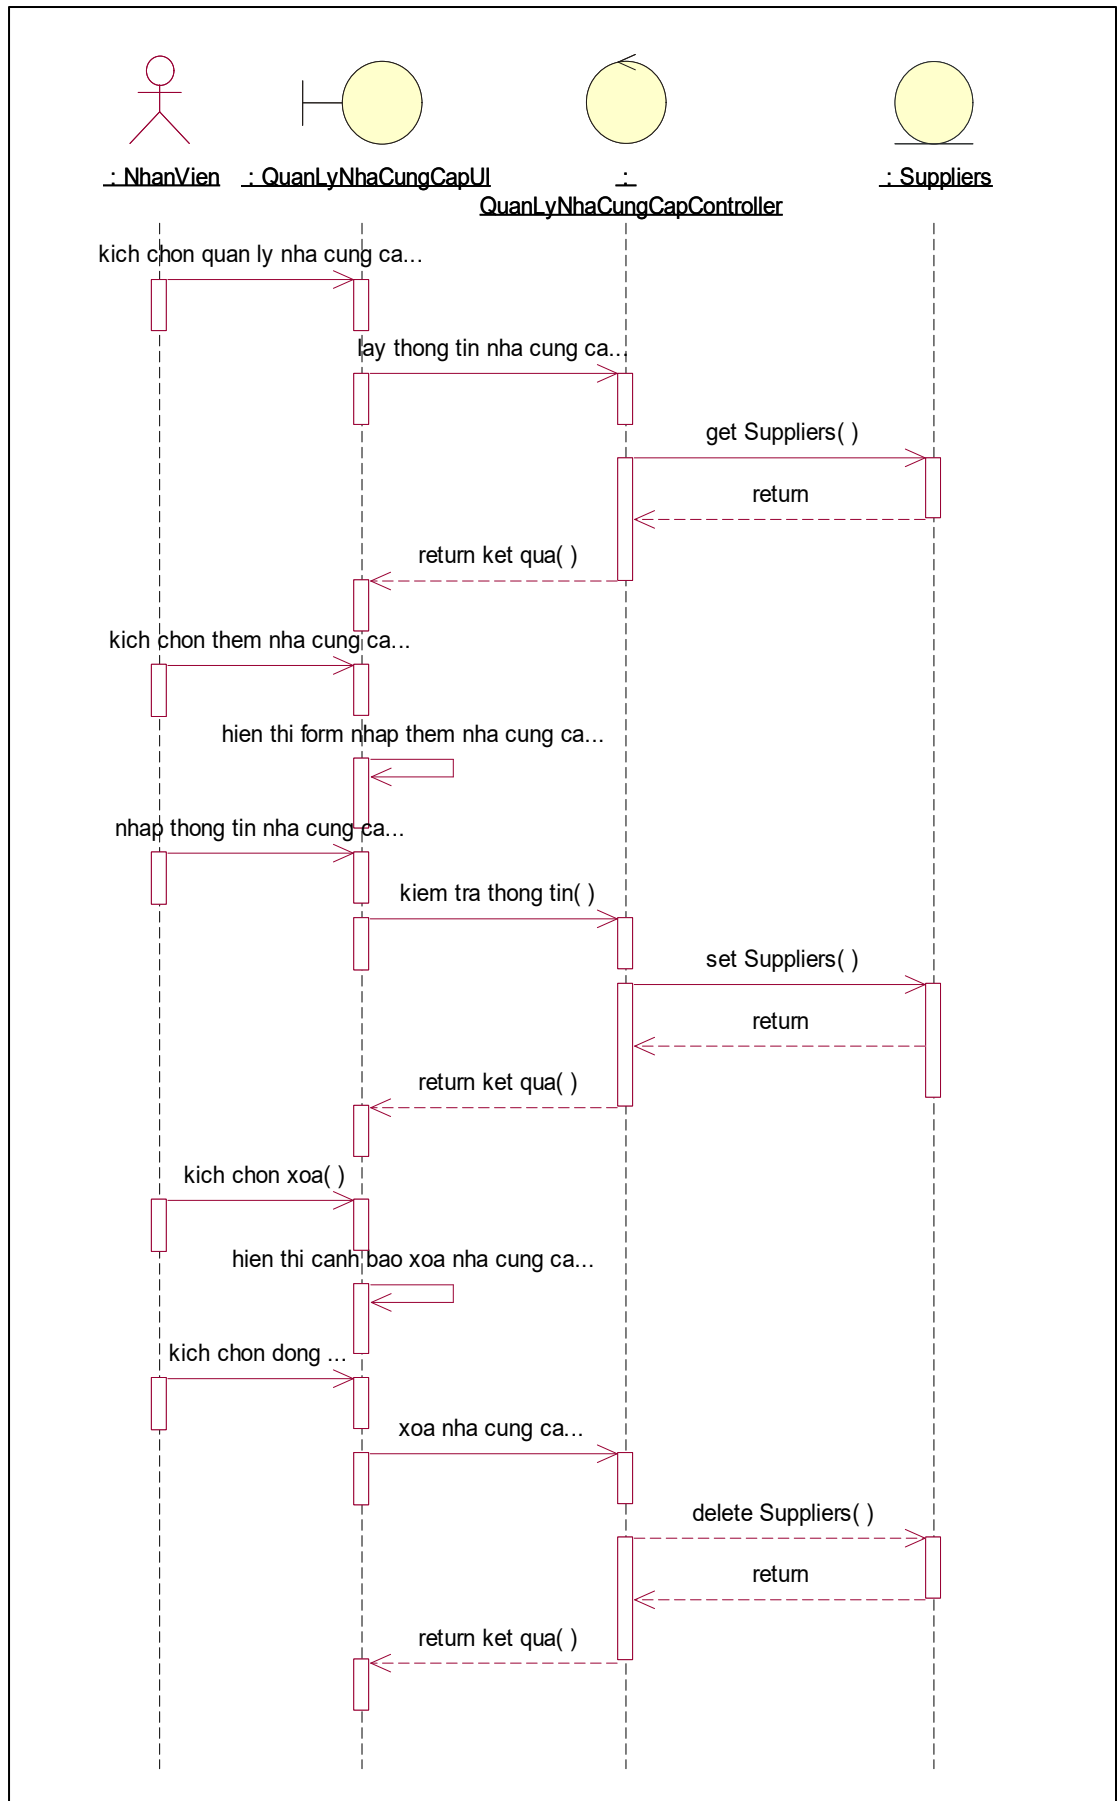 : NhanVien
: QuanLyNhaCungCapUI
:
QuanLyNhaCungCapController
: Suppliers
kich chon quan ly nha cung ca...
lay thong tin nha cung ca...
get Suppliers( )
return
return ket qua( )
kich chon them nha cung ca...
hien thi form nhap them nha cung ca...
nhap thong tin nha cung ca...
kiem tra thong tin( )
set Suppliers( )
return
return ket qua( )
kich chon xoa( )
hien thi canh bao xoa nha cung ca...
kich chon dong ...
xoa nha cung ca...
delete Suppliers( )
return
return ket qua( )